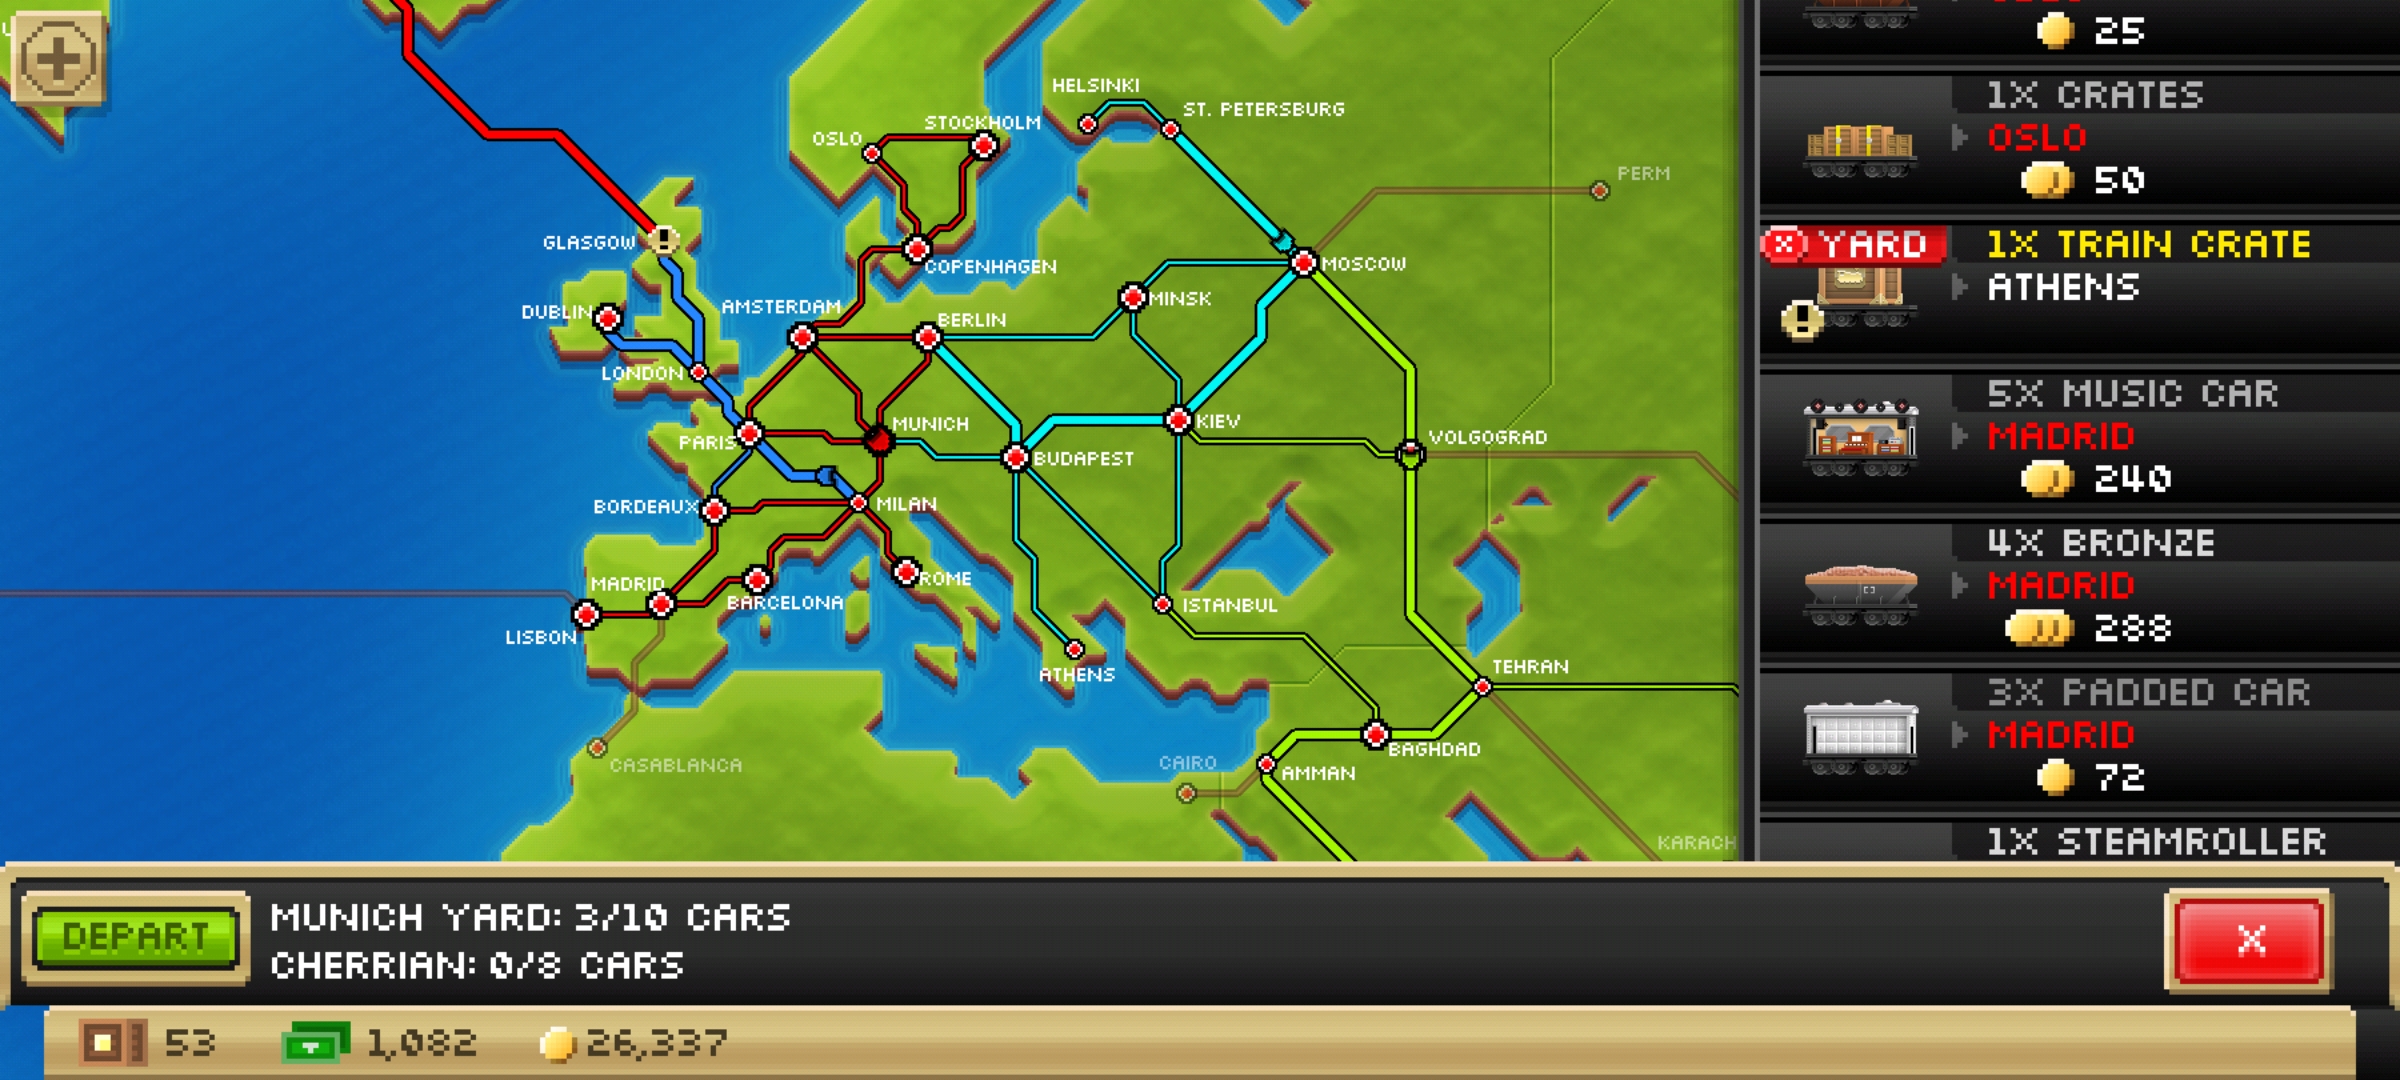 25
HELSINKI
ST. PETERSBURG
STOCKHOLM
OSLO
PERM
GLASGOW
COPENHAGEN
MOSCOW
DUBLIN
AMSTERDAM
BERLIN
MINSK
LONDON
PARIS
MUNICH
BUDAPEST
KIEV
VOLGOGRAD
BORDEAUX
MILAN
MADRID
BARCELONA
ROME
ISTANBUL
LISBON
ATHENS
TEHRAN
CASABLANCA
CAIRO
AMMAN
BAGHDAD
KARACH
1X CRATES
OSLO
50
YARD
1X TRAIN CRATE
ATHENS
5X MUSIC CAR
MADRID
240
4X BRONZE
MADRID
288
3X PADDED CAR
MADRID
72
1X STEAMROLLER
DEPART
MUNICH YARD: 3/10 CARS
CHERRIAN: 0/8 CARS
X
53
1,082
26,337